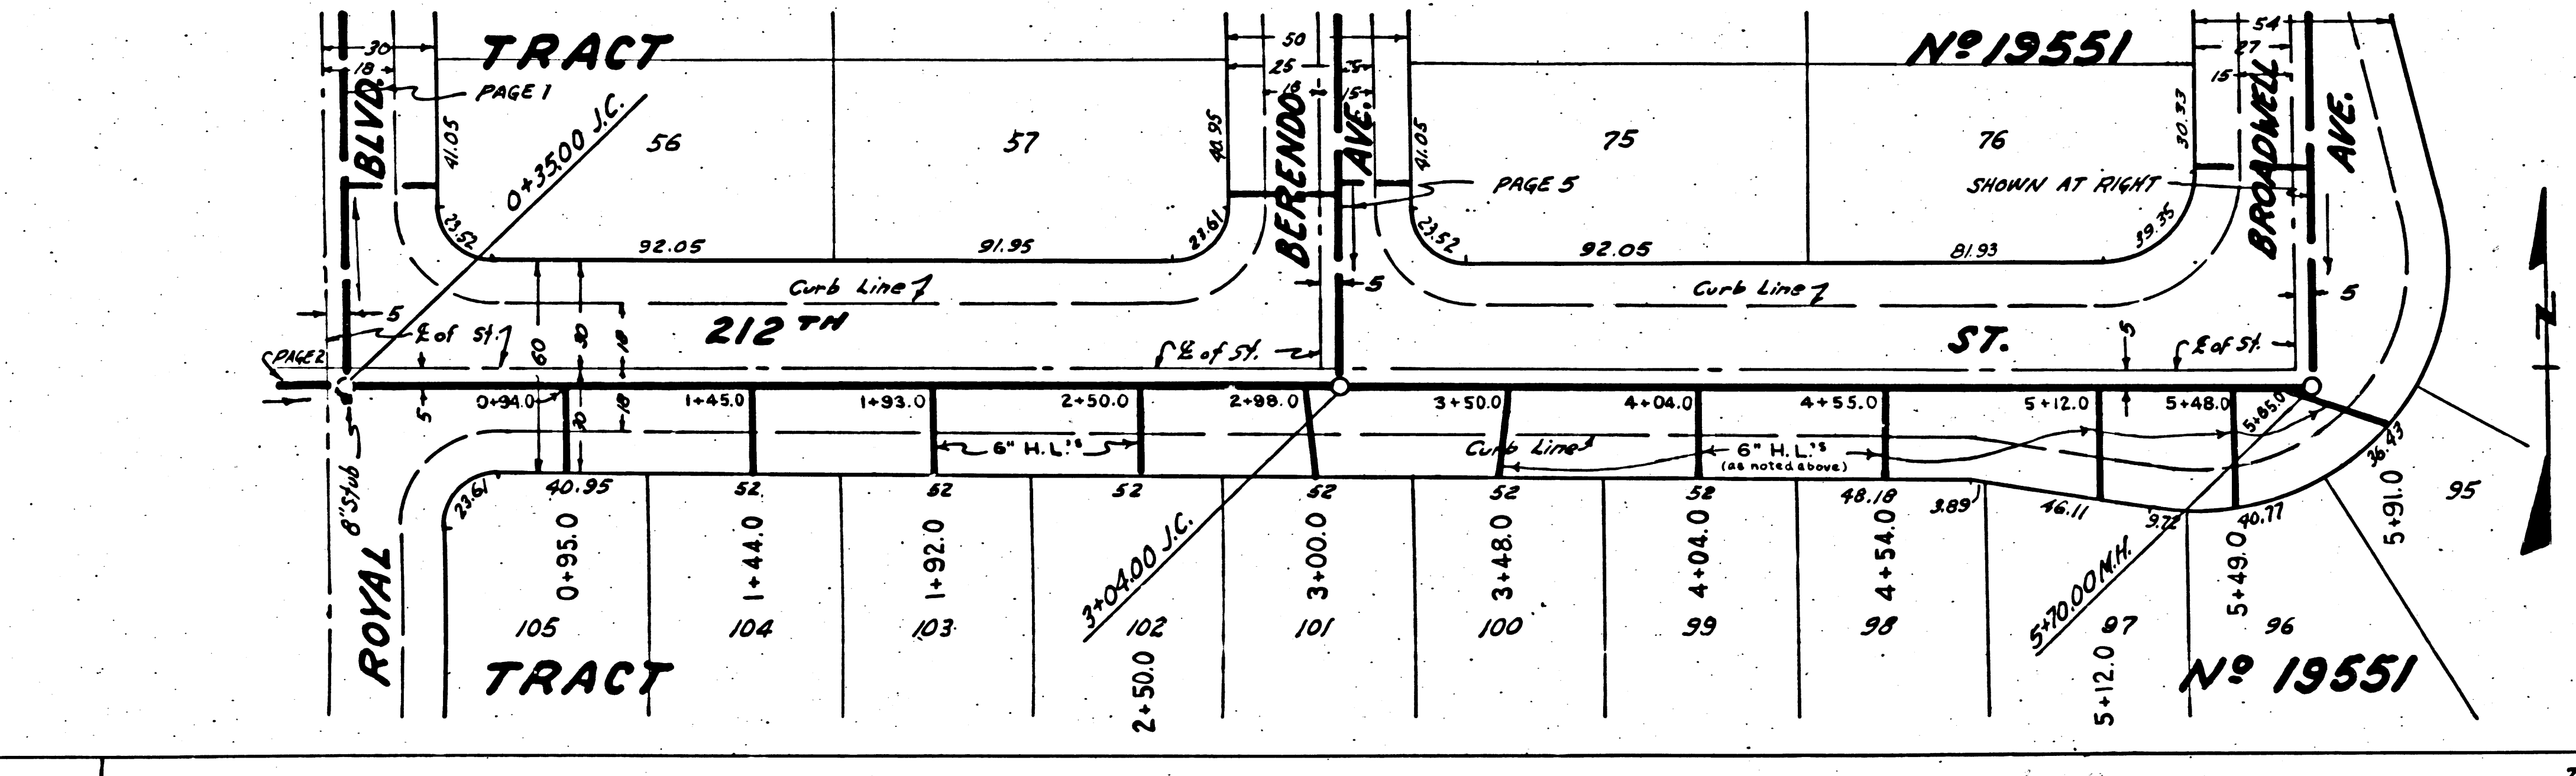 TRACT
Nº 19551
30
18
BLVD.
PAGE 1
41.05
0+35.00 J.C.
56
57
40.95
50
25
25
18
15
BERENDO
AVE.
41.05
75
76
30.33
54
27
15
BROADWELL
AVE.
PAGE 5
SHOWN AT RIGHT
23.52
92.05
91.95
23.61
23.52
92.05
81.93
39.35
Curb Line
Curb Line
5
5
5
212TH
ST.
℄ of St.
℄ of St.
℄ of St.
5
PAGE 2
60
30
18
N
5
30
18
0+94.0
1+45.0
1+93.0
2+50.0
2+98.0
3+50.0
4+04.0
4+55.0
5+12.0
5+48.0
5+65.0
6" H.L.'s
Curb Line
6" H.L.'s
(as noted above)
36.43
8" Stub
23.61
40.95
52
52
52
52
52
52
48.18
3.89
46.11
9.72
40.77
0+95.0
1+44.0
1+92.0
3+00.0
3+48.0
4+04.0
4+54.0
5+49.0
5+91.0
95
3+04.00 J.C.
5+70.00 M.H.
ROYAL
105
104
103
102
101
100
99
98
97
96
2+50.0
5+12.0
TRACT
Nº 19551